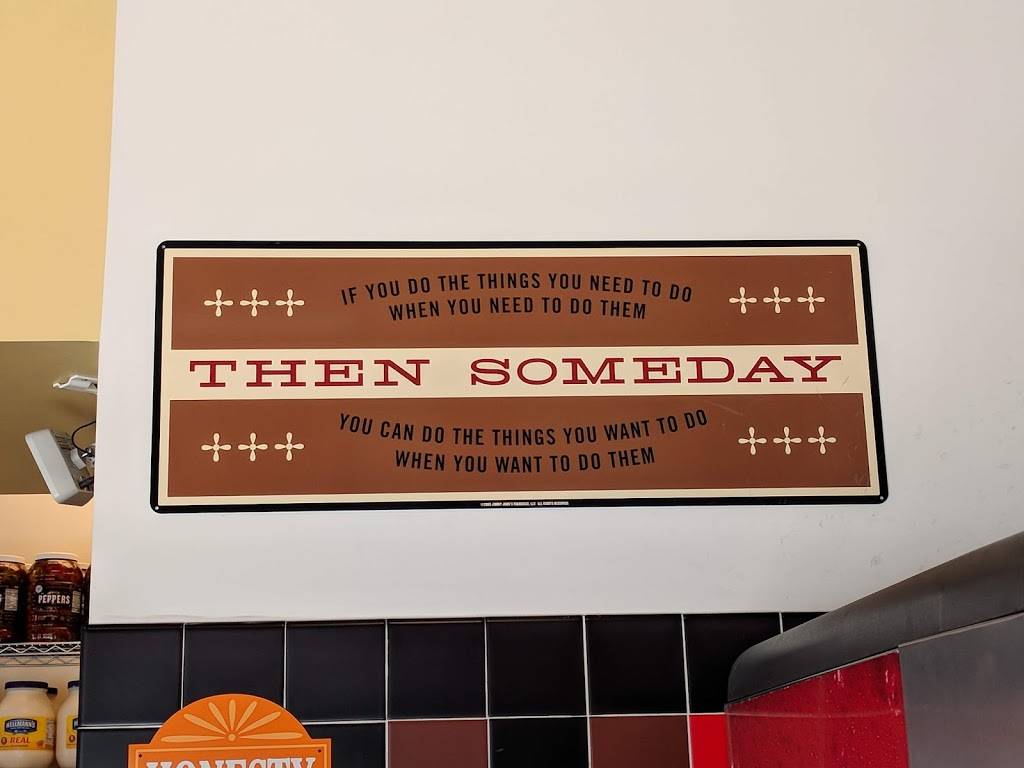 IF YOU DO THE THINGS YOU NEED TO DO
WHEN YOU NEED TO DO THEM
THEN SOMEDAY
YOU CAN DO THE THINGS YOU WANT TO DO
WHEN YOU WANT TO DO THEM
PEPPERS
HELLMANN'S
REAL
HONESTY